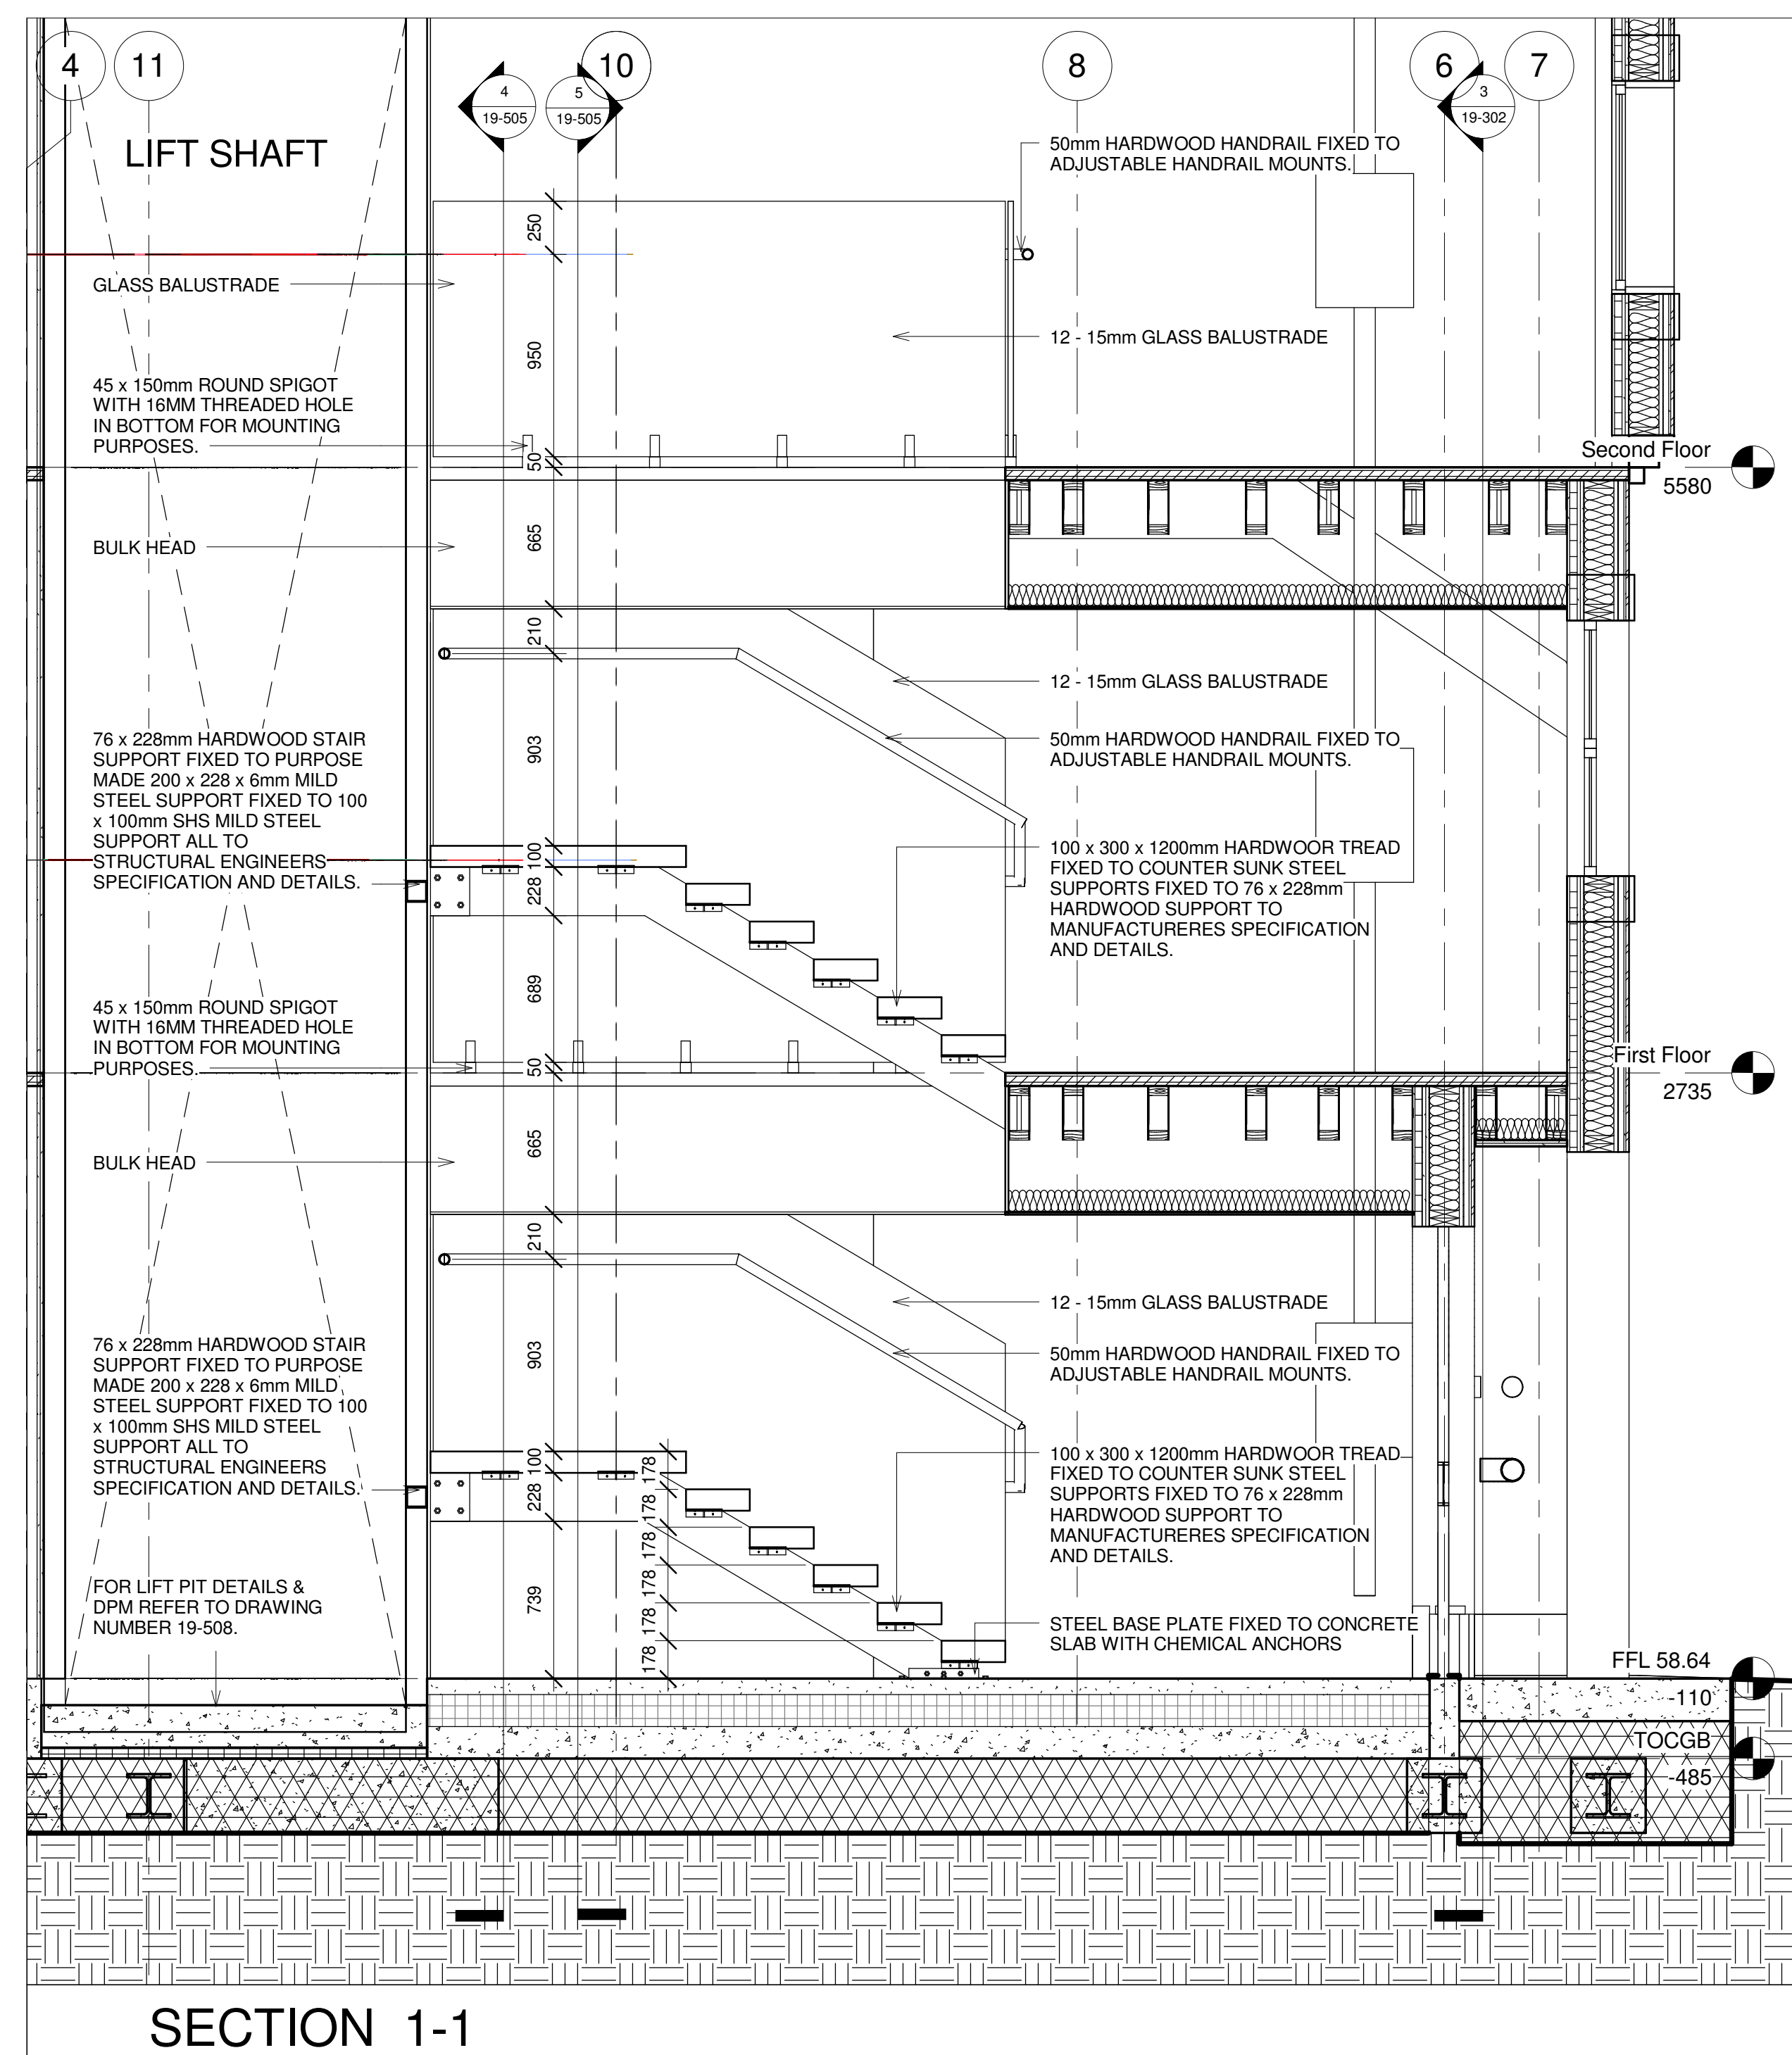 4
11
4
19-505
5
19-505
10
8
6
3
19-302
7
LIFT SHAFT
50mm HARDWOOD HANDRAIL FIXED TO
ADJUSTABLE HANDRAIL MOUNTS.
250
GLASS BALUSTRADE
950
12 - 15mm GLASS BALUSTRADE
45 x 150mm ROUND SPIGOT
WITH 16MM THREADED HOLE
IN BOTTOM FOR MOUNTING
PURPOSES.
50
Second Floor
5580
BULK HEAD
665
210
12 - 15mm GLASS BALUSTRADE
76 x 228mm HARDWOOD STAIR
SUPPORT FIXED TO PURPOSE
MADE 200 x 228 x 6mm MILD
STEEL SUPPORT FIXED TO 100
x 100mm SHS MILD STEEL
SUPPORT ALL TO
STRUCTURAL ENGINEERS
SPECIFICATION AND DETAILS.
903
50mm HARDWOOD HANDRAIL FIXED TO
ADJUSTABLE HANDRAIL MOUNTS.
100
228
100 x 300 x 1200mm HARDWOOR TREAD
FIXED TO COUNTER SUNK STEEL
SUPPORTS FIXED TO 76 x 228mm
HARDWOOD SUPPORT TO
MANUFACTURERES SPECIFICATION
AND DETAILS.
689
45 x 150mm ROUND SPIGOT
WITH 16MM THREADED HOLE
IN BOTTOM FOR MOUNTING
PURPOSES.
50
First Floor
2735
BULK HEAD
665
210
12 - 15mm GLASS BALUSTRADE
76 x 228mm HARDWOOD STAIR
SUPPORT FIXED TO PURPOSE
MADE 200 x 228 x 6mm MILD
STEEL SUPPORT FIXED TO 100
x 100mm SHS MILD STEEL
SUPPORT ALL TO
STRUCTURAL ENGINEERS
SPECIFICATION AND DETAILS.
903
50mm HARDWOOD HANDRAIL FIXED TO
ADJUSTABLE HANDRAIL MOUNTS.
100
228
178
178
178
178
178
178
100 x 300 x 1200mm HARDWOOR TREAD
FIXED TO COUNTER SUNK STEEL
SUPPORTS FIXED TO 76 x 228mm
HARDWOOD SUPPORT TO
MANUFACTURERES SPECIFICATION
AND DETAILS.
FOR LIFT PIT DETAILS &
DPM REFER TO DRAWING
NUMBER 19-508.
739
STEEL BASE PLATE FIXED TO CONCRETE
SLAB WITH CHEMICAL ANCHORS
FFL 58.64
-110
TOCGB
-485
SECTION 1-1